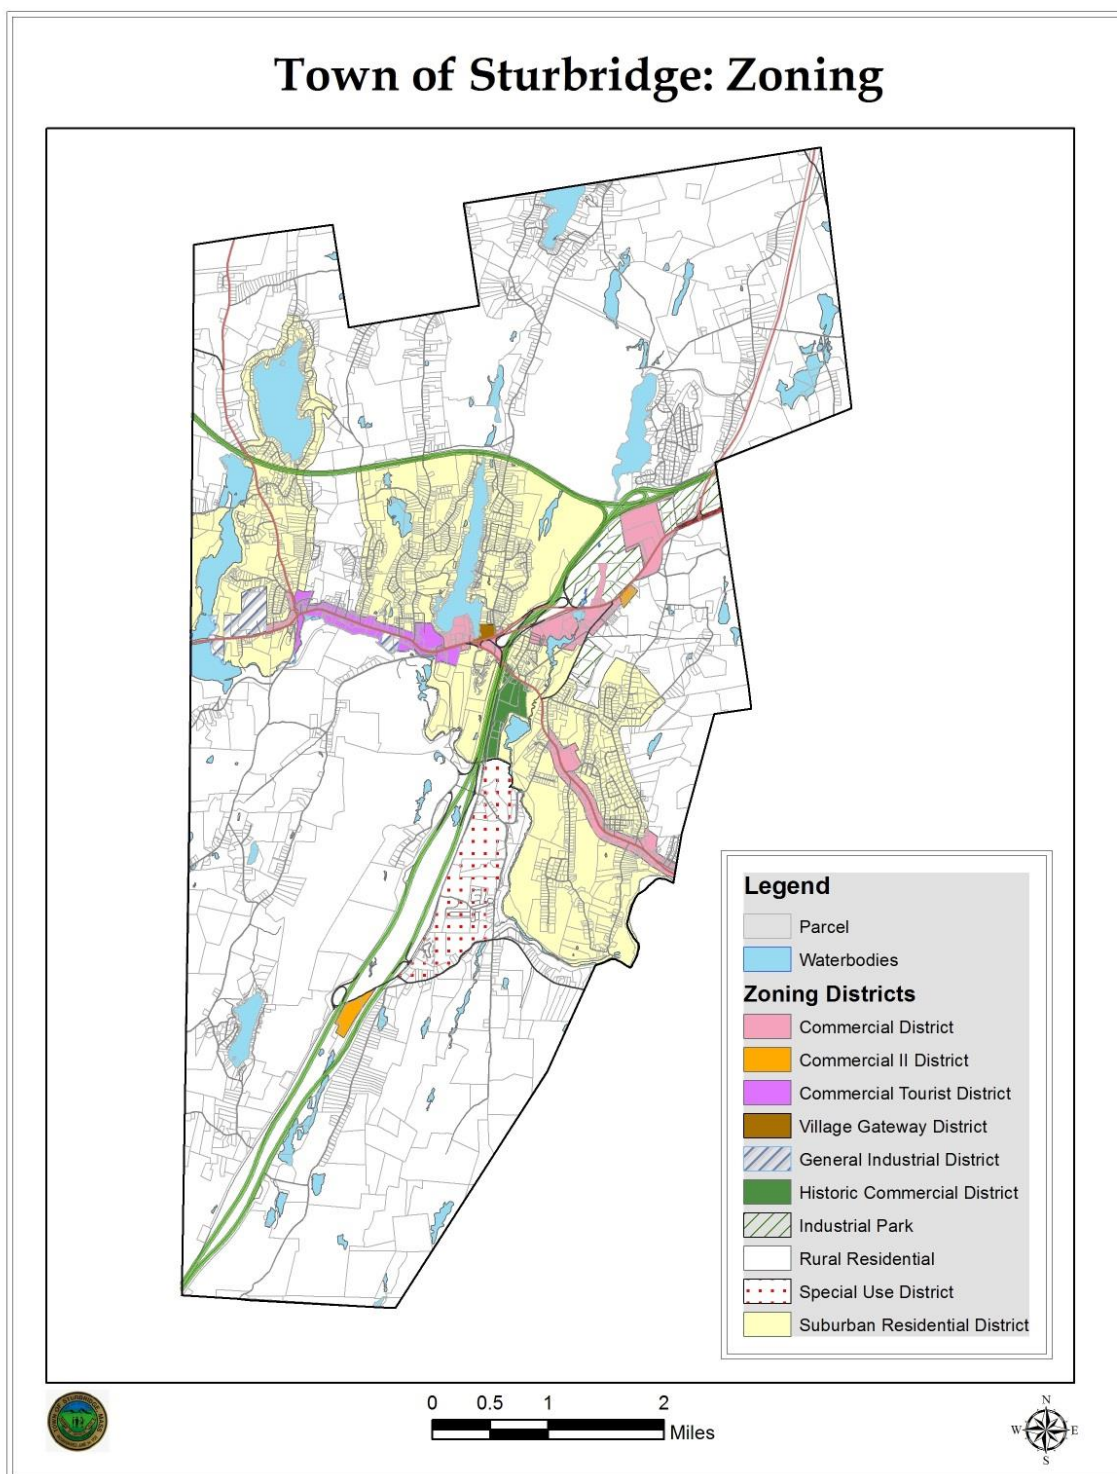 Town of Sturbridge: Zoning
Legend
Parcel
Waterbodies
Zoning Districts
Commercial District
Commercial II District
Commercial Tourist District
Village Gateway District
General Industrial District
Historic Commercial District
Industrial Park
Rural Residential
Special Use District
Suburban Residential District
0 0.5 1 2
Miles
N
W E
S